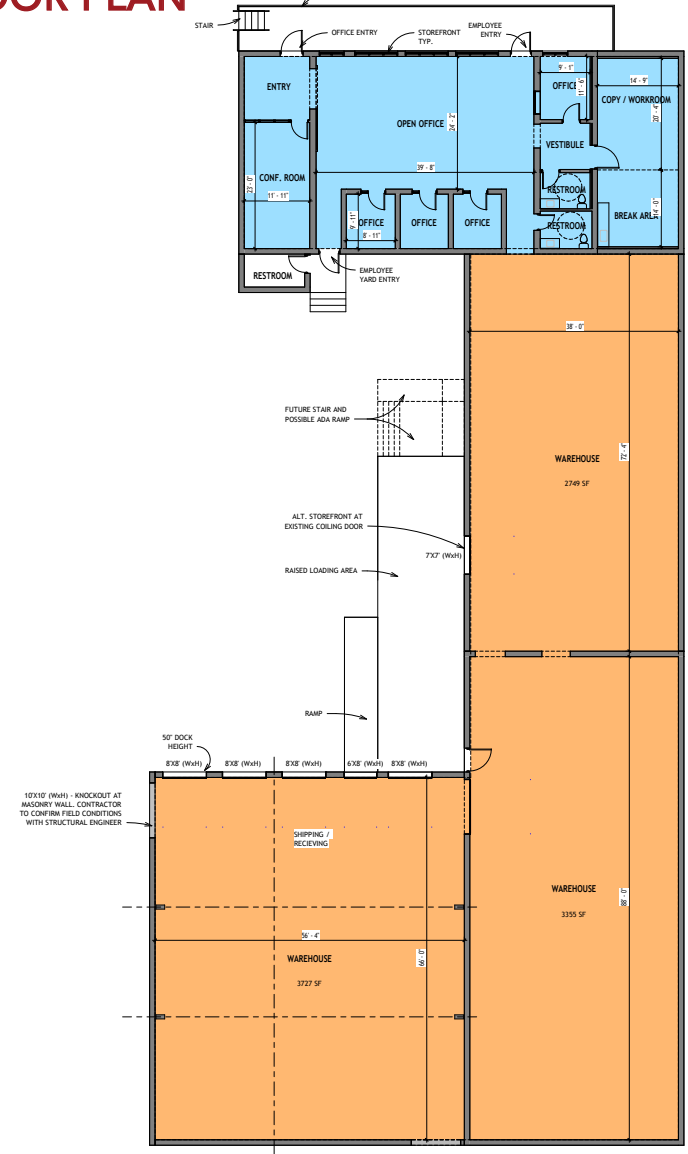 OOR PLAN
STAIR
OFFICE ENTRY
STOREFRONT
TYP.
EMPLOYEE
ENTRY
ENTRY
OPEN OFFICE
24' - 2"
39' - 8"
9' - 1"
OFFICE
11' - 6"
14' - 9"
COPY / WORKROOM
20' - 4"
VESTIBULE
CONF. ROOM
23' - 0"
11' - 11"
RESTROOM
RESTROOM
BREAK AREA
14' - 0"
OFFICE
9' - 11"
8' - 11"
OFFICE
OFFICE
RESTROOM
EMPLOYEE
YARD ENTRY
38' - 0"
72' - 4"
WAREHOUSE
2749 SF
FUTURE STAIR AND
POSSIBLE ADA RAMP
ALT. STOREFRONT AT
EXISTING COILING DOOR
7'X7' (WxH)
RAISED LOADING AREA
RAMP
50" DOCK
HEIGHT
8'X8' (WxH)
8'X8' (WxH)
8'X8' (WxH)
6'X8' (WxH)
8'X8' (WxH)
10'X10' (WxH) - KNOCKOUT AT
MASONRY WALL. CONTRACTOR
TO CONFIRM FIELD CONDITIONS
WITH STRUCTURAL ENGINEER
SHIPPING /
RECIEVING
56' - 4"
66' - 0"
WAREHOUSE
3727 SF
WAREHOUSE
3355 SF
88' - 0"